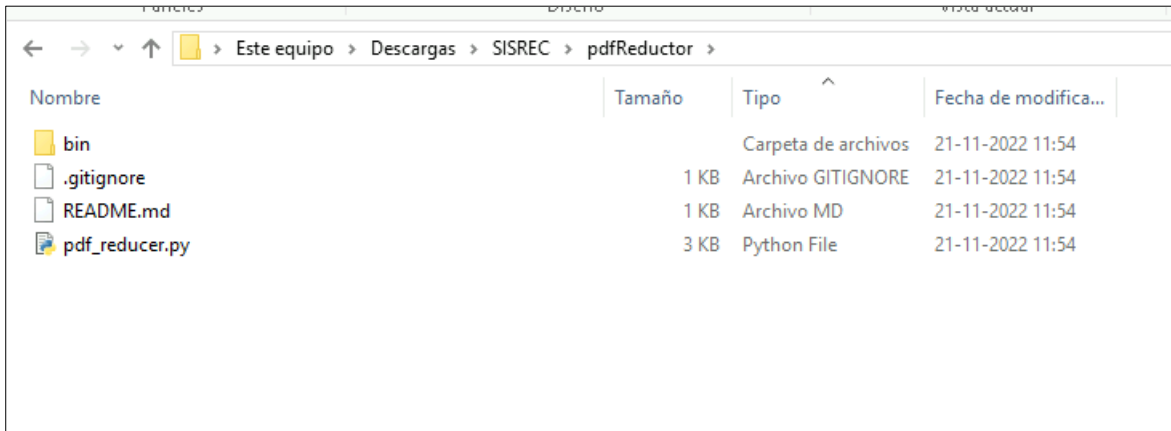 Este equipo > Descargas > SISREC > pdfReductor >
Nombre Tamaño Tipo Fecha de modifica...
bin Carpeta de archivos 21-11-2022 11:54
.gitignore 1 KB Archivo GITIGNORE 21-11-2022 11:54
README.md 1 KB Archivo MD 21-11-2022 11:54
pdf_reducer.py 3 KB Python File 21-11-2022 11:54